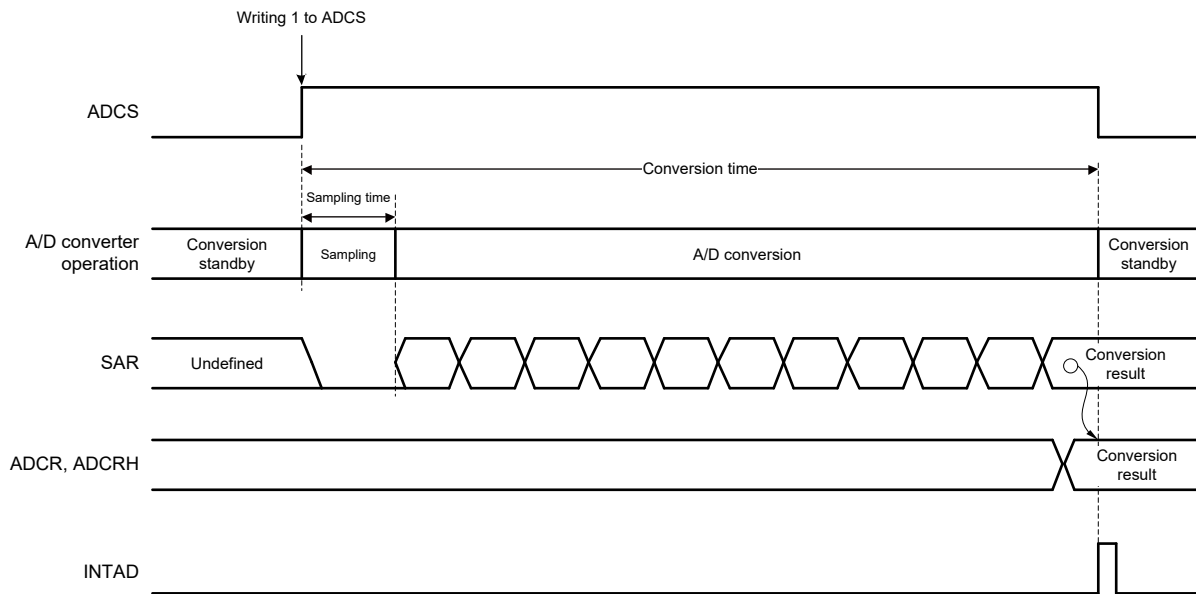 Writing 1 to ADCS
ADCS
Conversion time
Sampling time
A/D converter
operation
Conversion
standby
Sampling
A/D conversion
Conversion
standby
SAR
Undefined
Conversion
result
ADCR, ADCRH
Conversion
result
INTAD